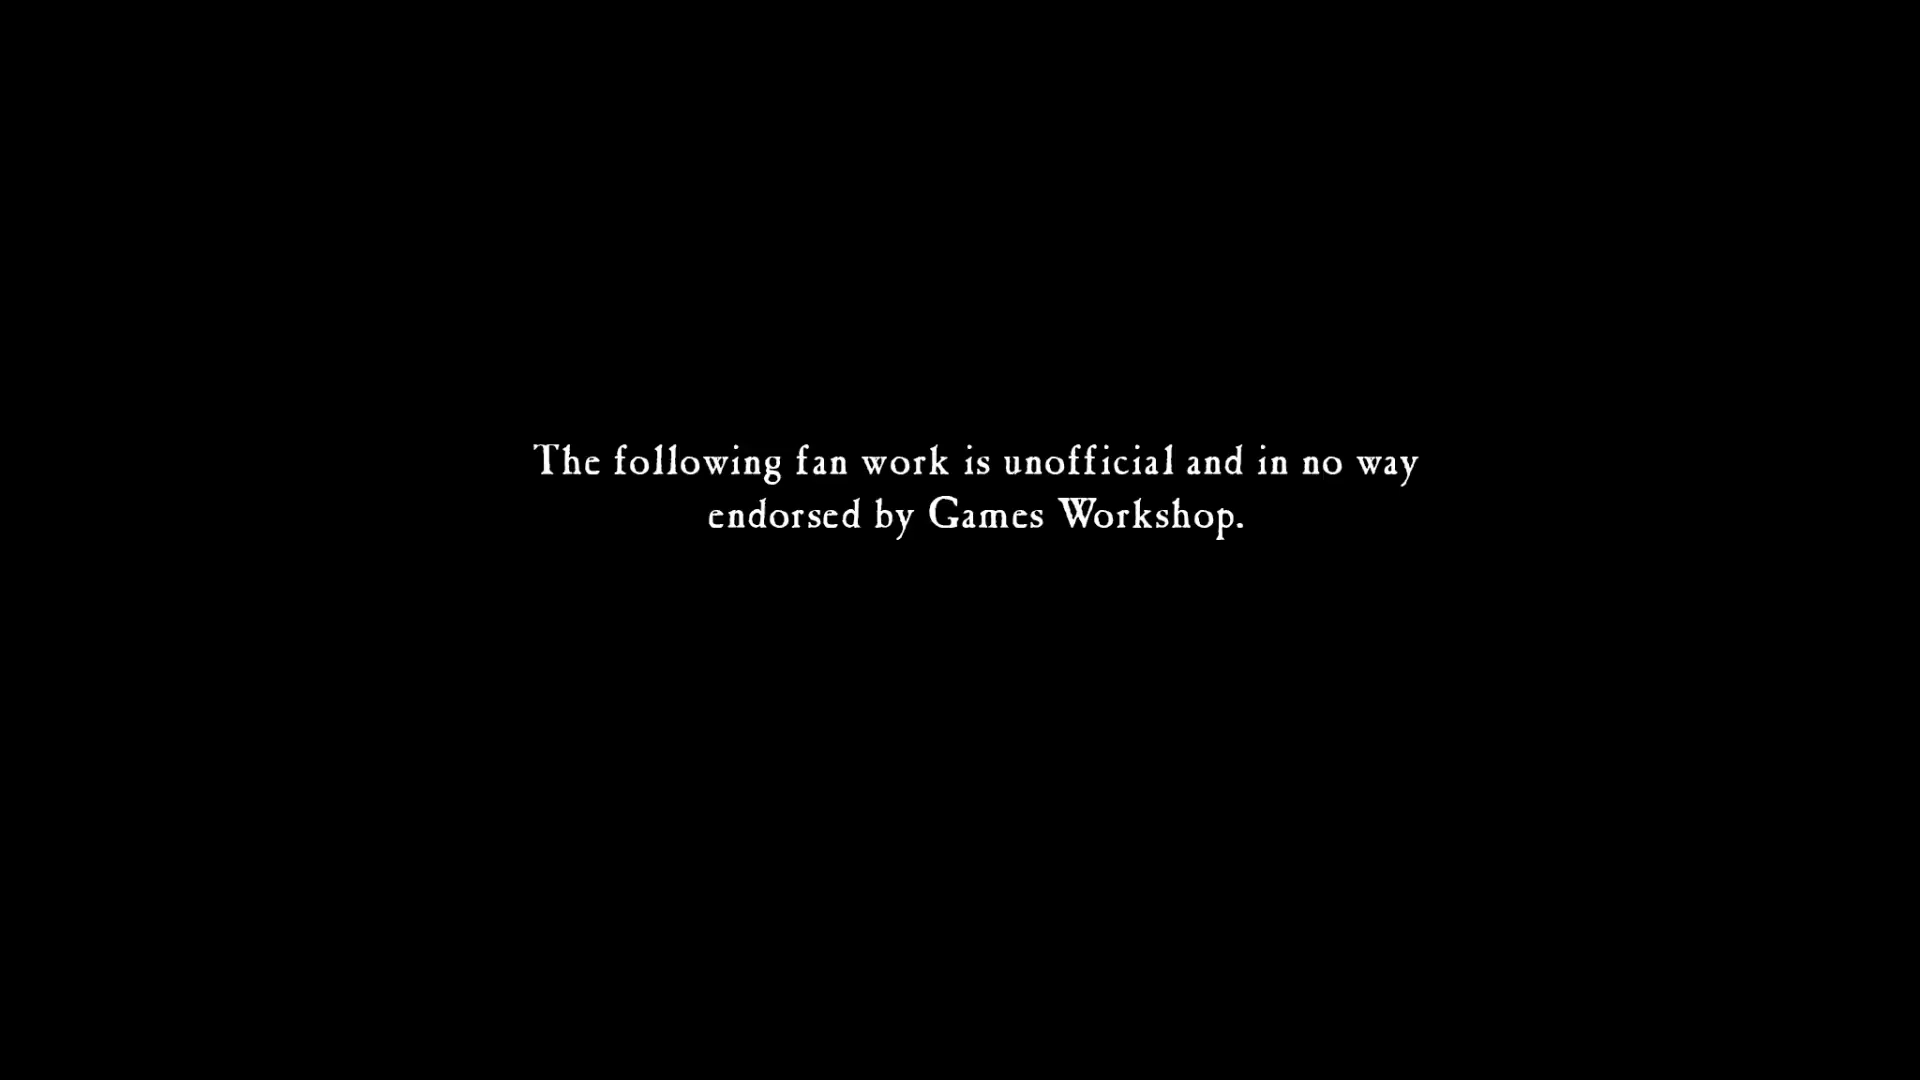 The following fan work is unofficial and in no way
endorsed by Games Workshop.